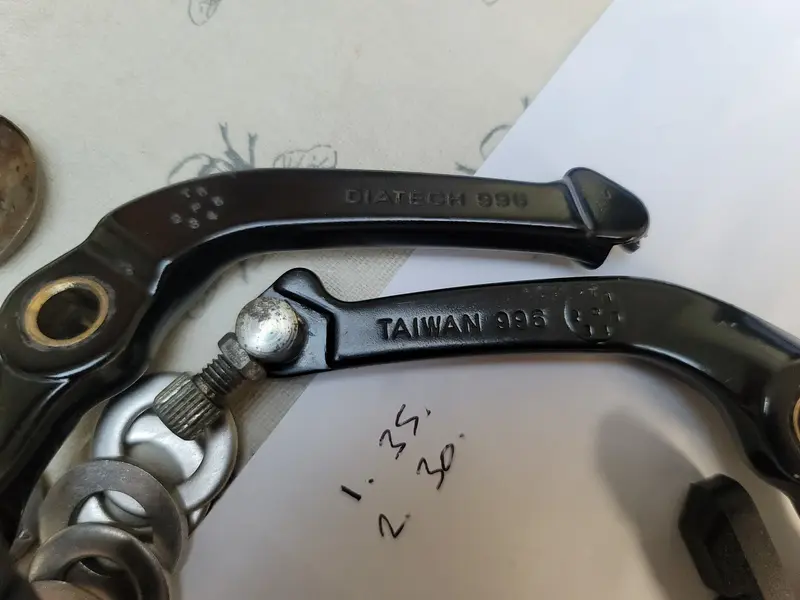 DIATECH 996
TAIWAN 996
1. 35.
2. 30.